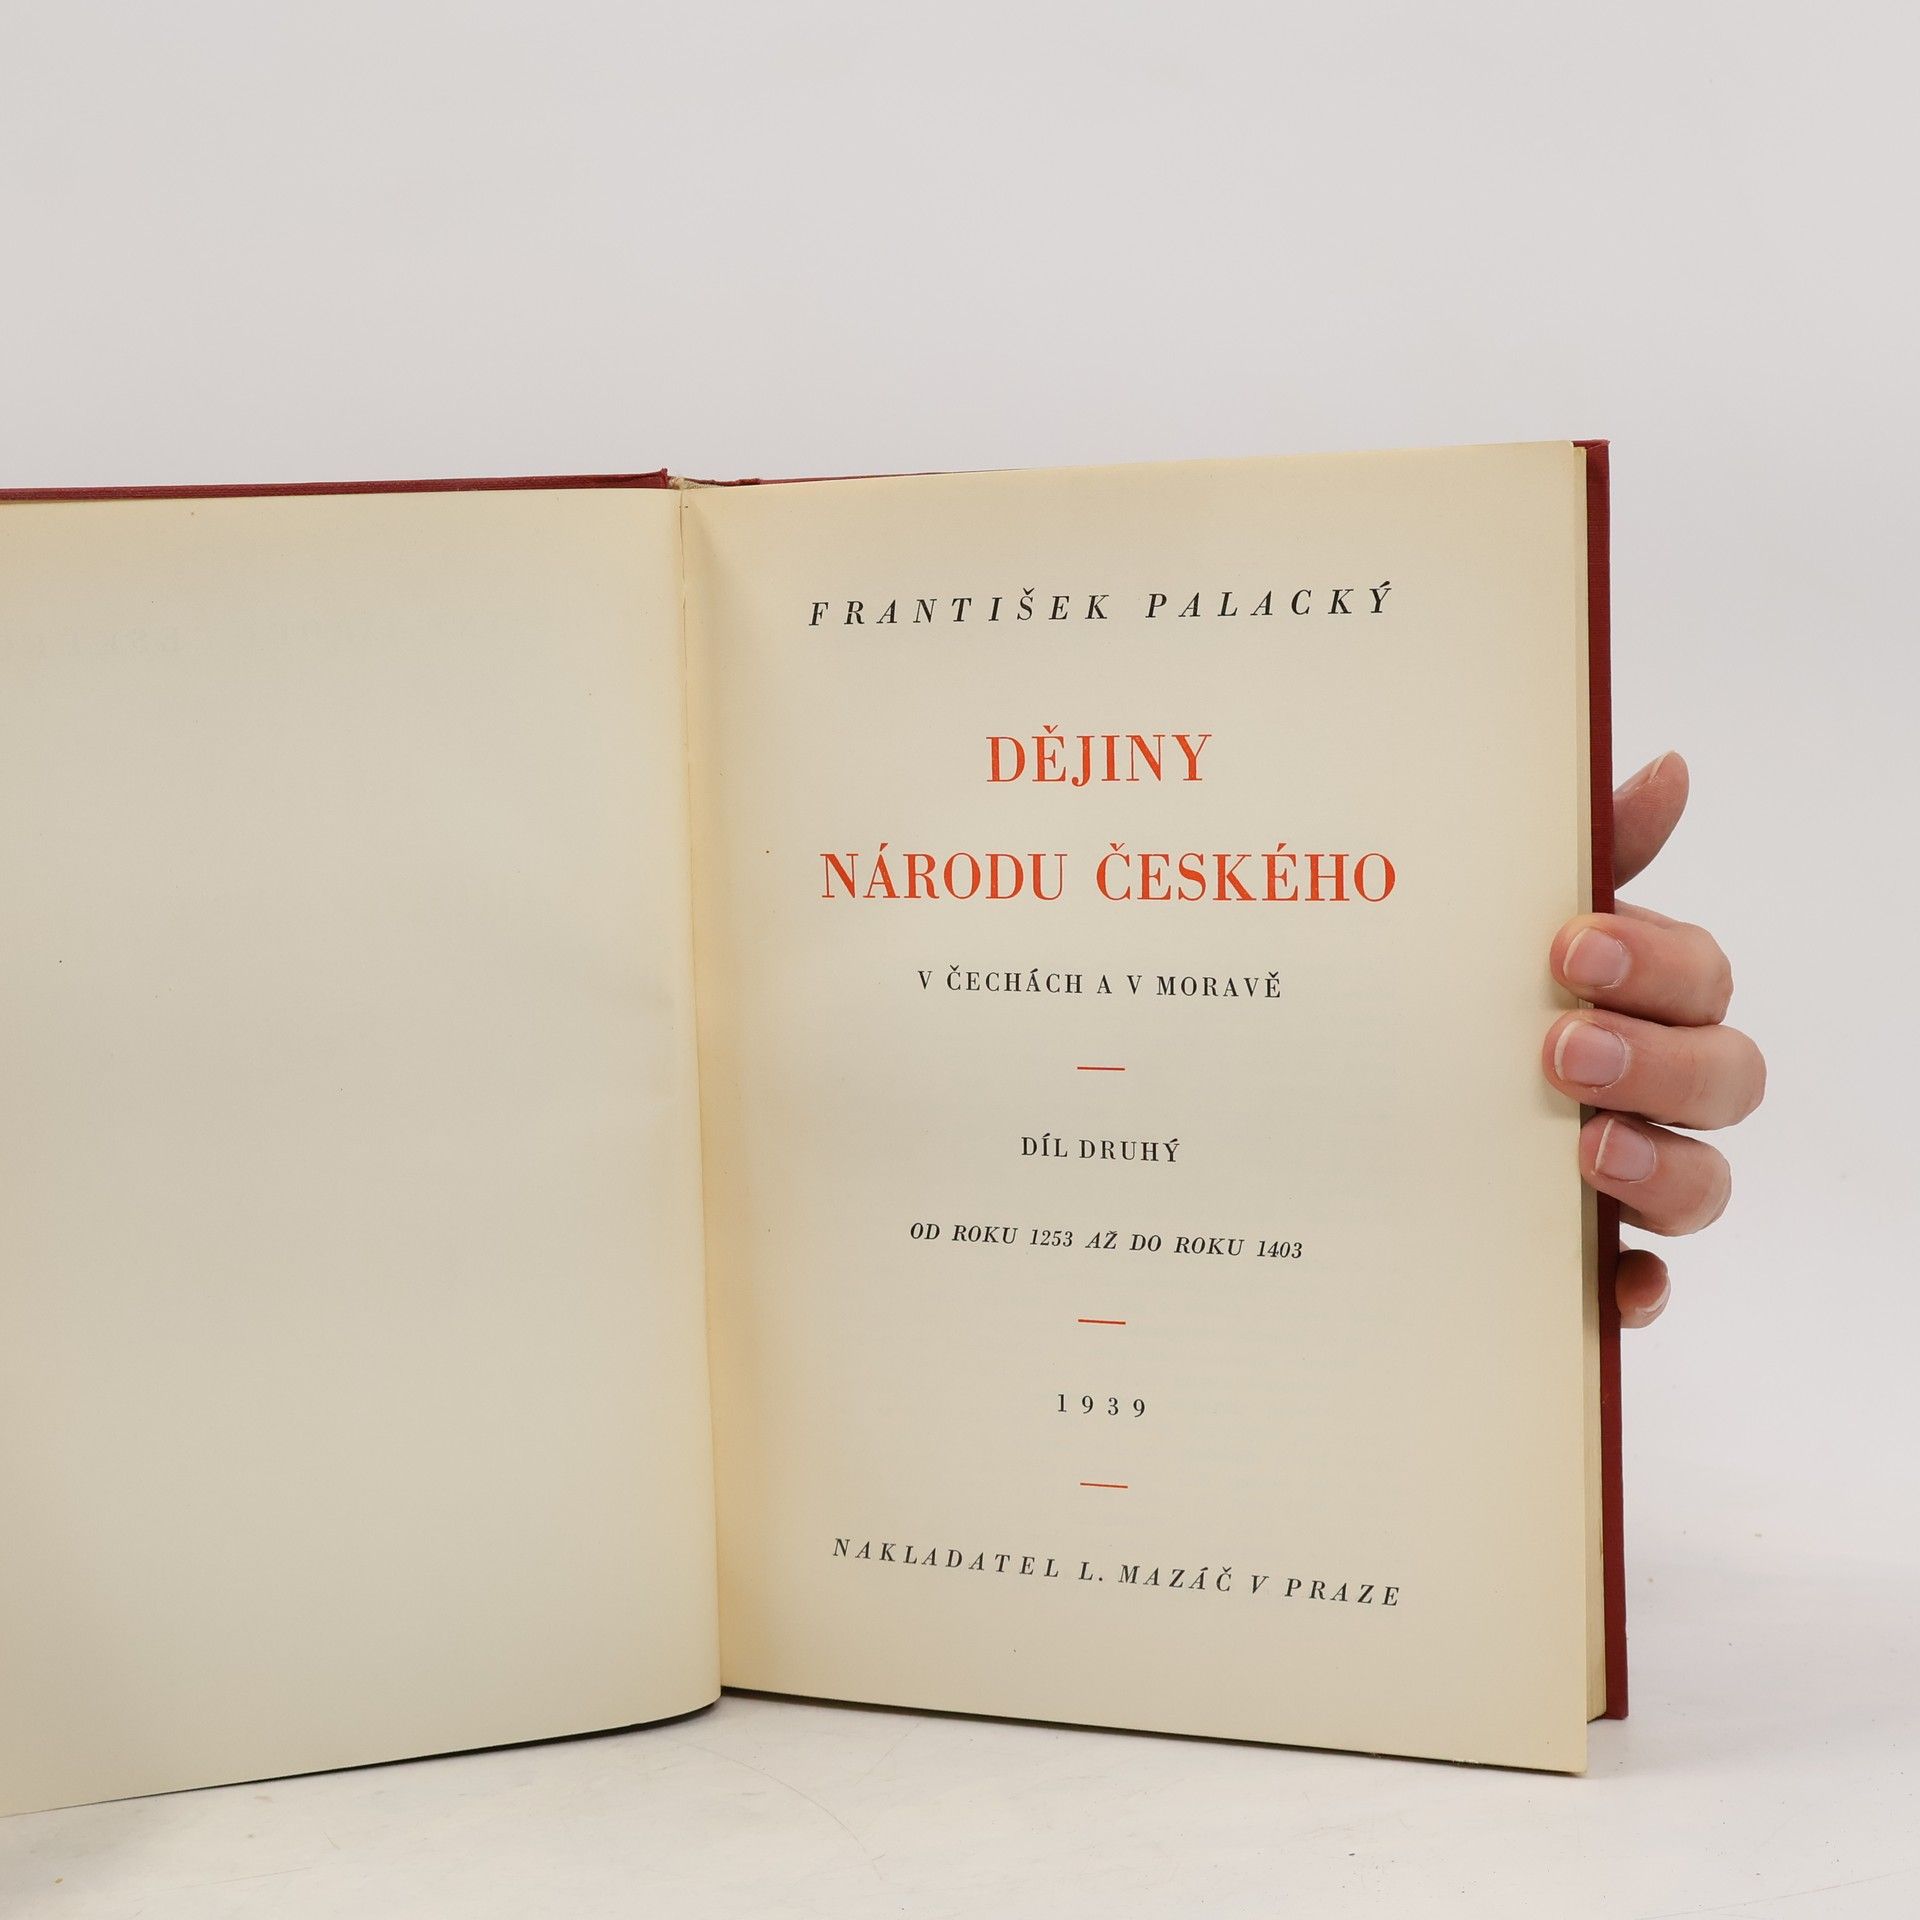 FRANTIŠEK PALACKÝ
DĚJINY
NÁRODU ČESKÉHO
V ČECHÁCH A V MORAVĚ
DÍL DRUHÝ
OD ROKU 1253 AŽ DO ROKU 1403
1939
NAKLADATEL L. MAZÁČ V PRAZE